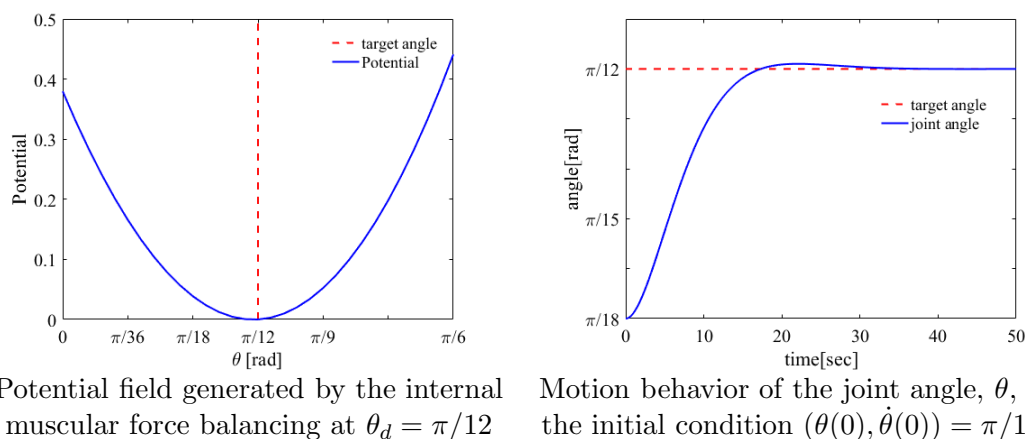 0.5
0.4
0.3
0.2
0.1
0
Potential
target angle
Potential
0 π/36 π/18 π/12 π/9 π/6
θ [rad]
π/12
π/15
π/18
angle[rad]
target angle
joint angle
0 10 20 30 40 50
time[sec]
Potential field generated by the internal
muscular force balancing at θ_d = π/12
Motion behavior of the joint angle, θ,
the initial condition (θ(0), θ̇(0)) = π/1